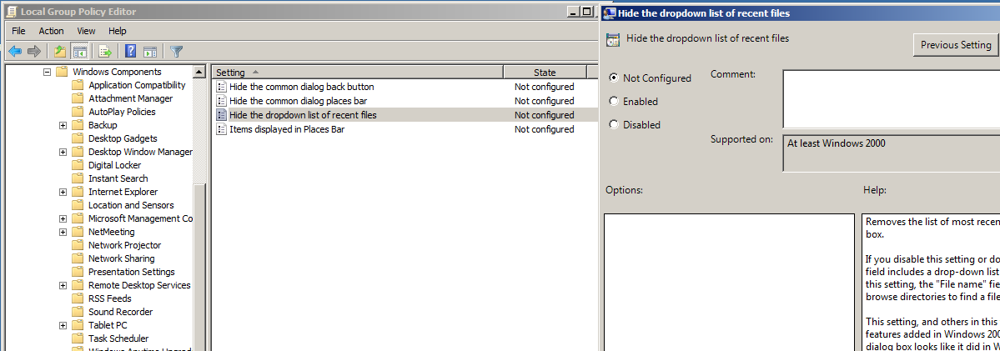 Local Group Policy Editor
File Action View Help
Windows Components
Application Compatibility
Attachment Manager
AutoPlay Policies
Backup
Desktop Gadgets
Desktop Window Manager
Digital Locker
Instant Search
Internet Explorer
Location and Sensors
Microsoft Management Co
NetMeeting
Network Projector
Network Sharing
Presentation Settings
Remote Desktop Services
RSS Feeds
Sound Recorder
Tablet PC
Task Scheduler
Setting State
Hide the common dialog back button Not configured
Hide the common dialog places bar Not configured
Hide the dropdown list of recent files Not configured
Items displayed in Places Bar Not configured
Hide the dropdown list of recent files
Hide the dropdown list of recent files
Previous Setting
Not Configured
Enabled
Disabled
Comment:
Supported on:
At least Windows 2000
Options:
Help:
Removes the list of most recen
box.
If you disable this setting or do
field includes a drop-down list
this setting, the "File name" fie
browse directories to find a file
This setting, and others in this
features added in Windows 200
dialog box looks like it did in W